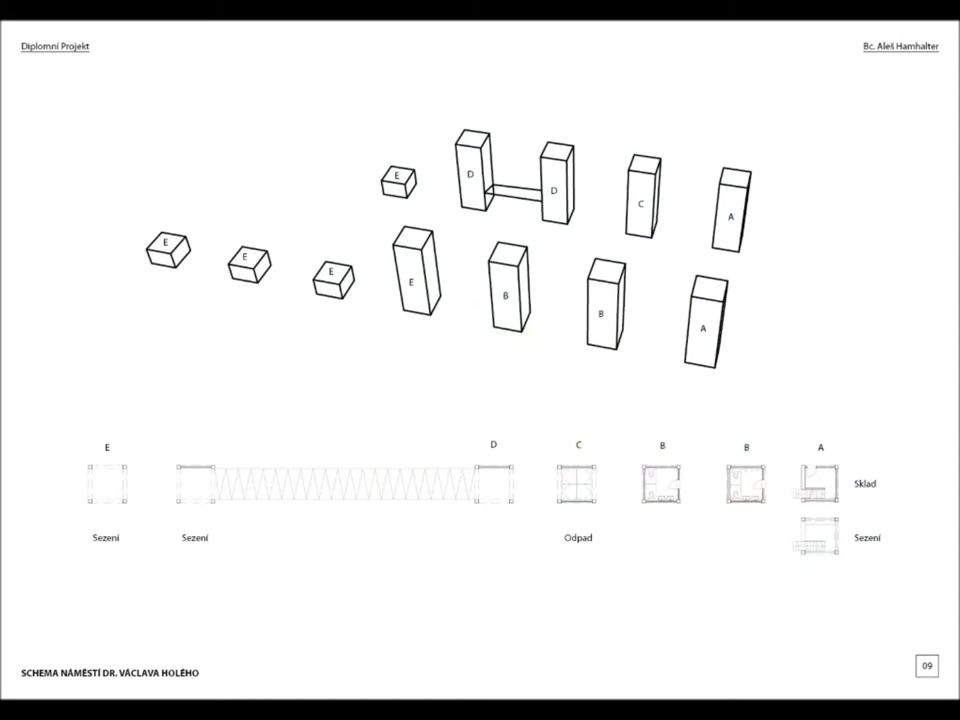 Diplomní Projekt
Bc. Aleš Hamhalter
D
D
E
C
A
E
E
E
E
B
B
A
E
D
C
B
B
A
Sklad
Sezení
Sezení
Odpad
Sezení
SCHEMA NÁMĚSTÍ DR. VÁCLAVA HOLÉHO
09